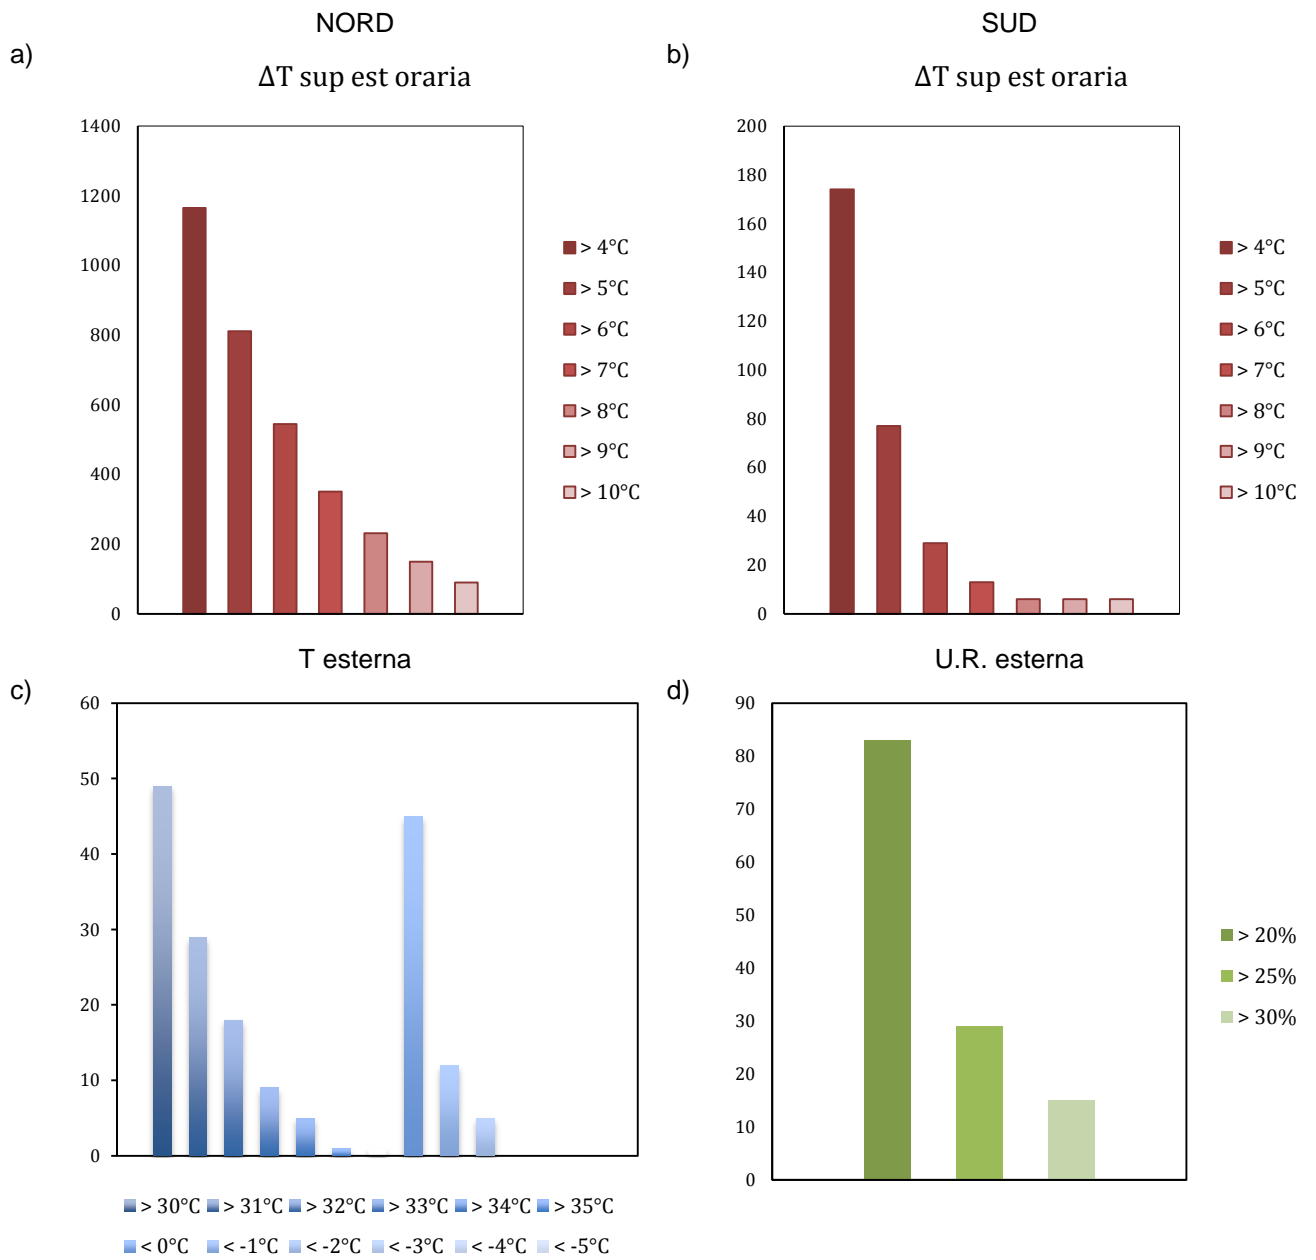 NORD
a)
ΔT sup est oraria
1400
1200
1000
800
600
400
200
0
> 4°C
> 5°C
> 6°C
> 7°C
> 8°C
> 9°C
> 10°C
SUD
b)
ΔT sup est oraria
200
180
160
140
120
100
80
60
40
20
0
> 4°C
> 5°C
> 6°C
> 7°C
> 8°C
> 9°C
> 10°C
T esterna
c)
60
50
40
30
20
10
0
> 30°C > 31°C > 32°C > 33°C > 34°C > 35°C
< 0°C < -1°C < -2°C < -3°C < -4°C < -5°C
U.R. esterna
d)
90
80
70
60
50
40
30
20
10
0
> 20%
> 25%
> 30%